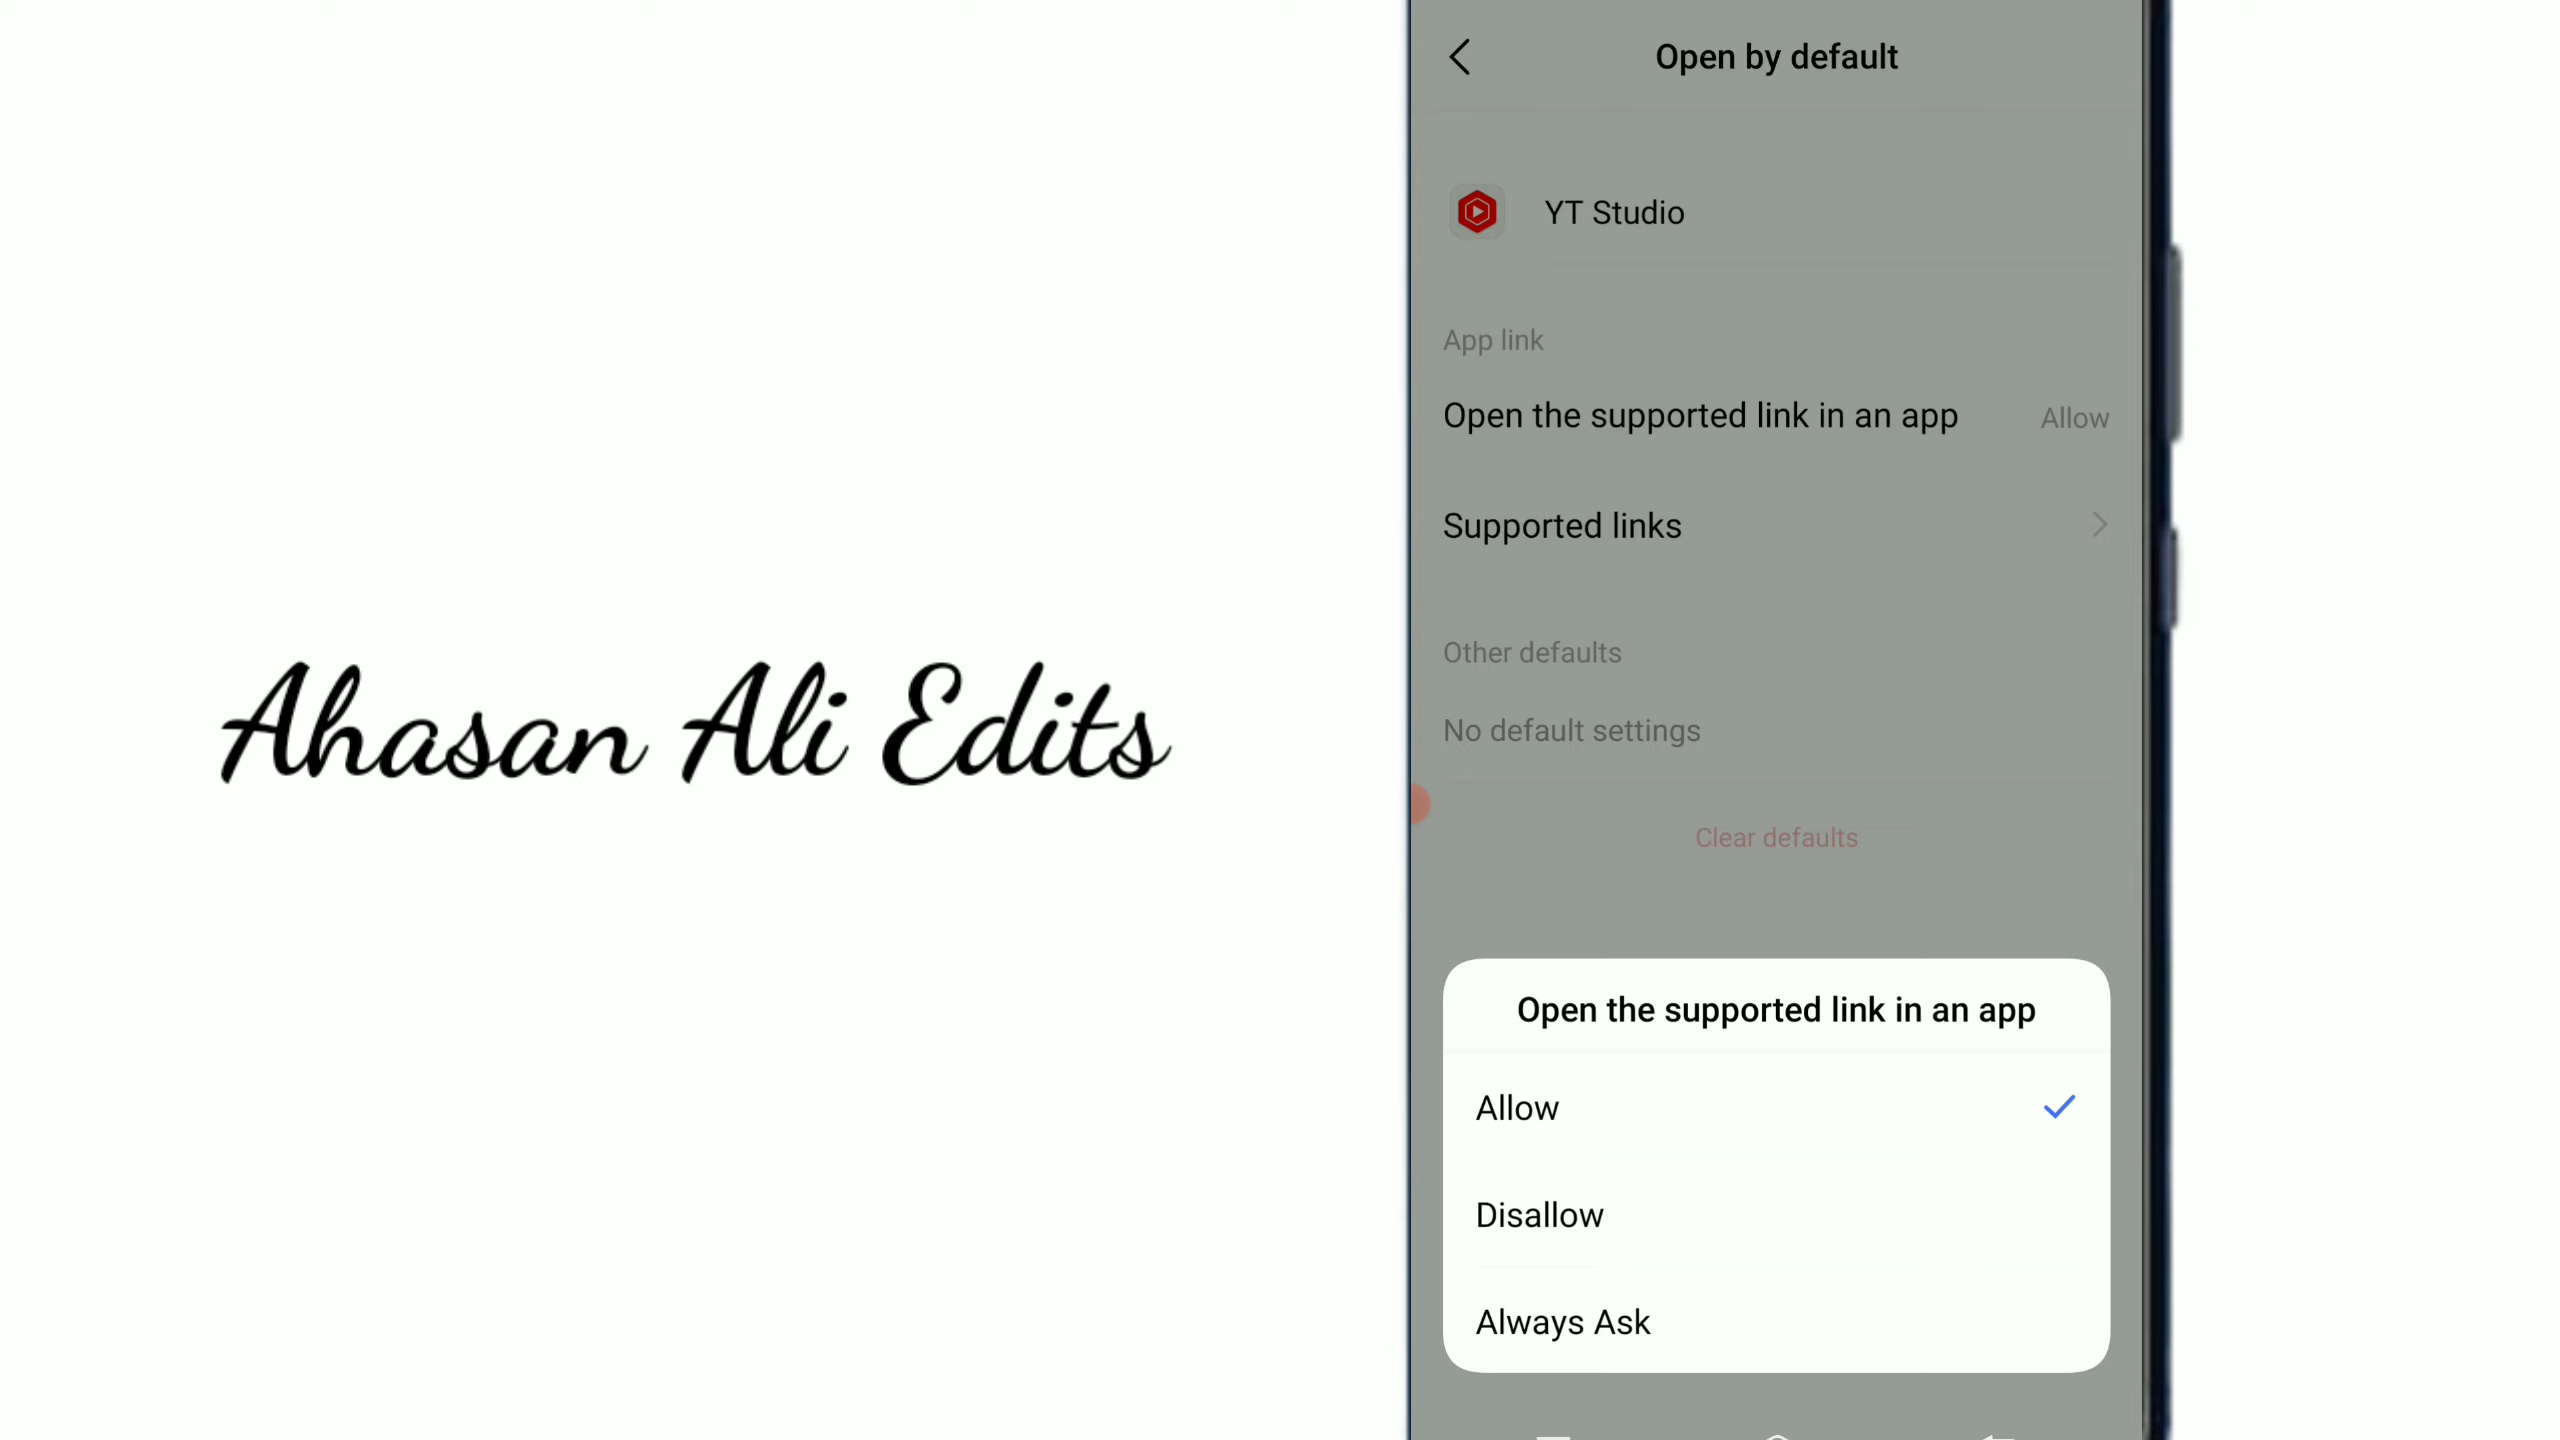 Open by default
YT Studio
App link
Open the supported link in an app Allow
Supported links
Other defaults
No default settings
Clear defaults
Ahasan Ali Edits
Open the supported link in an app
Allow
Disallow
Always Ask